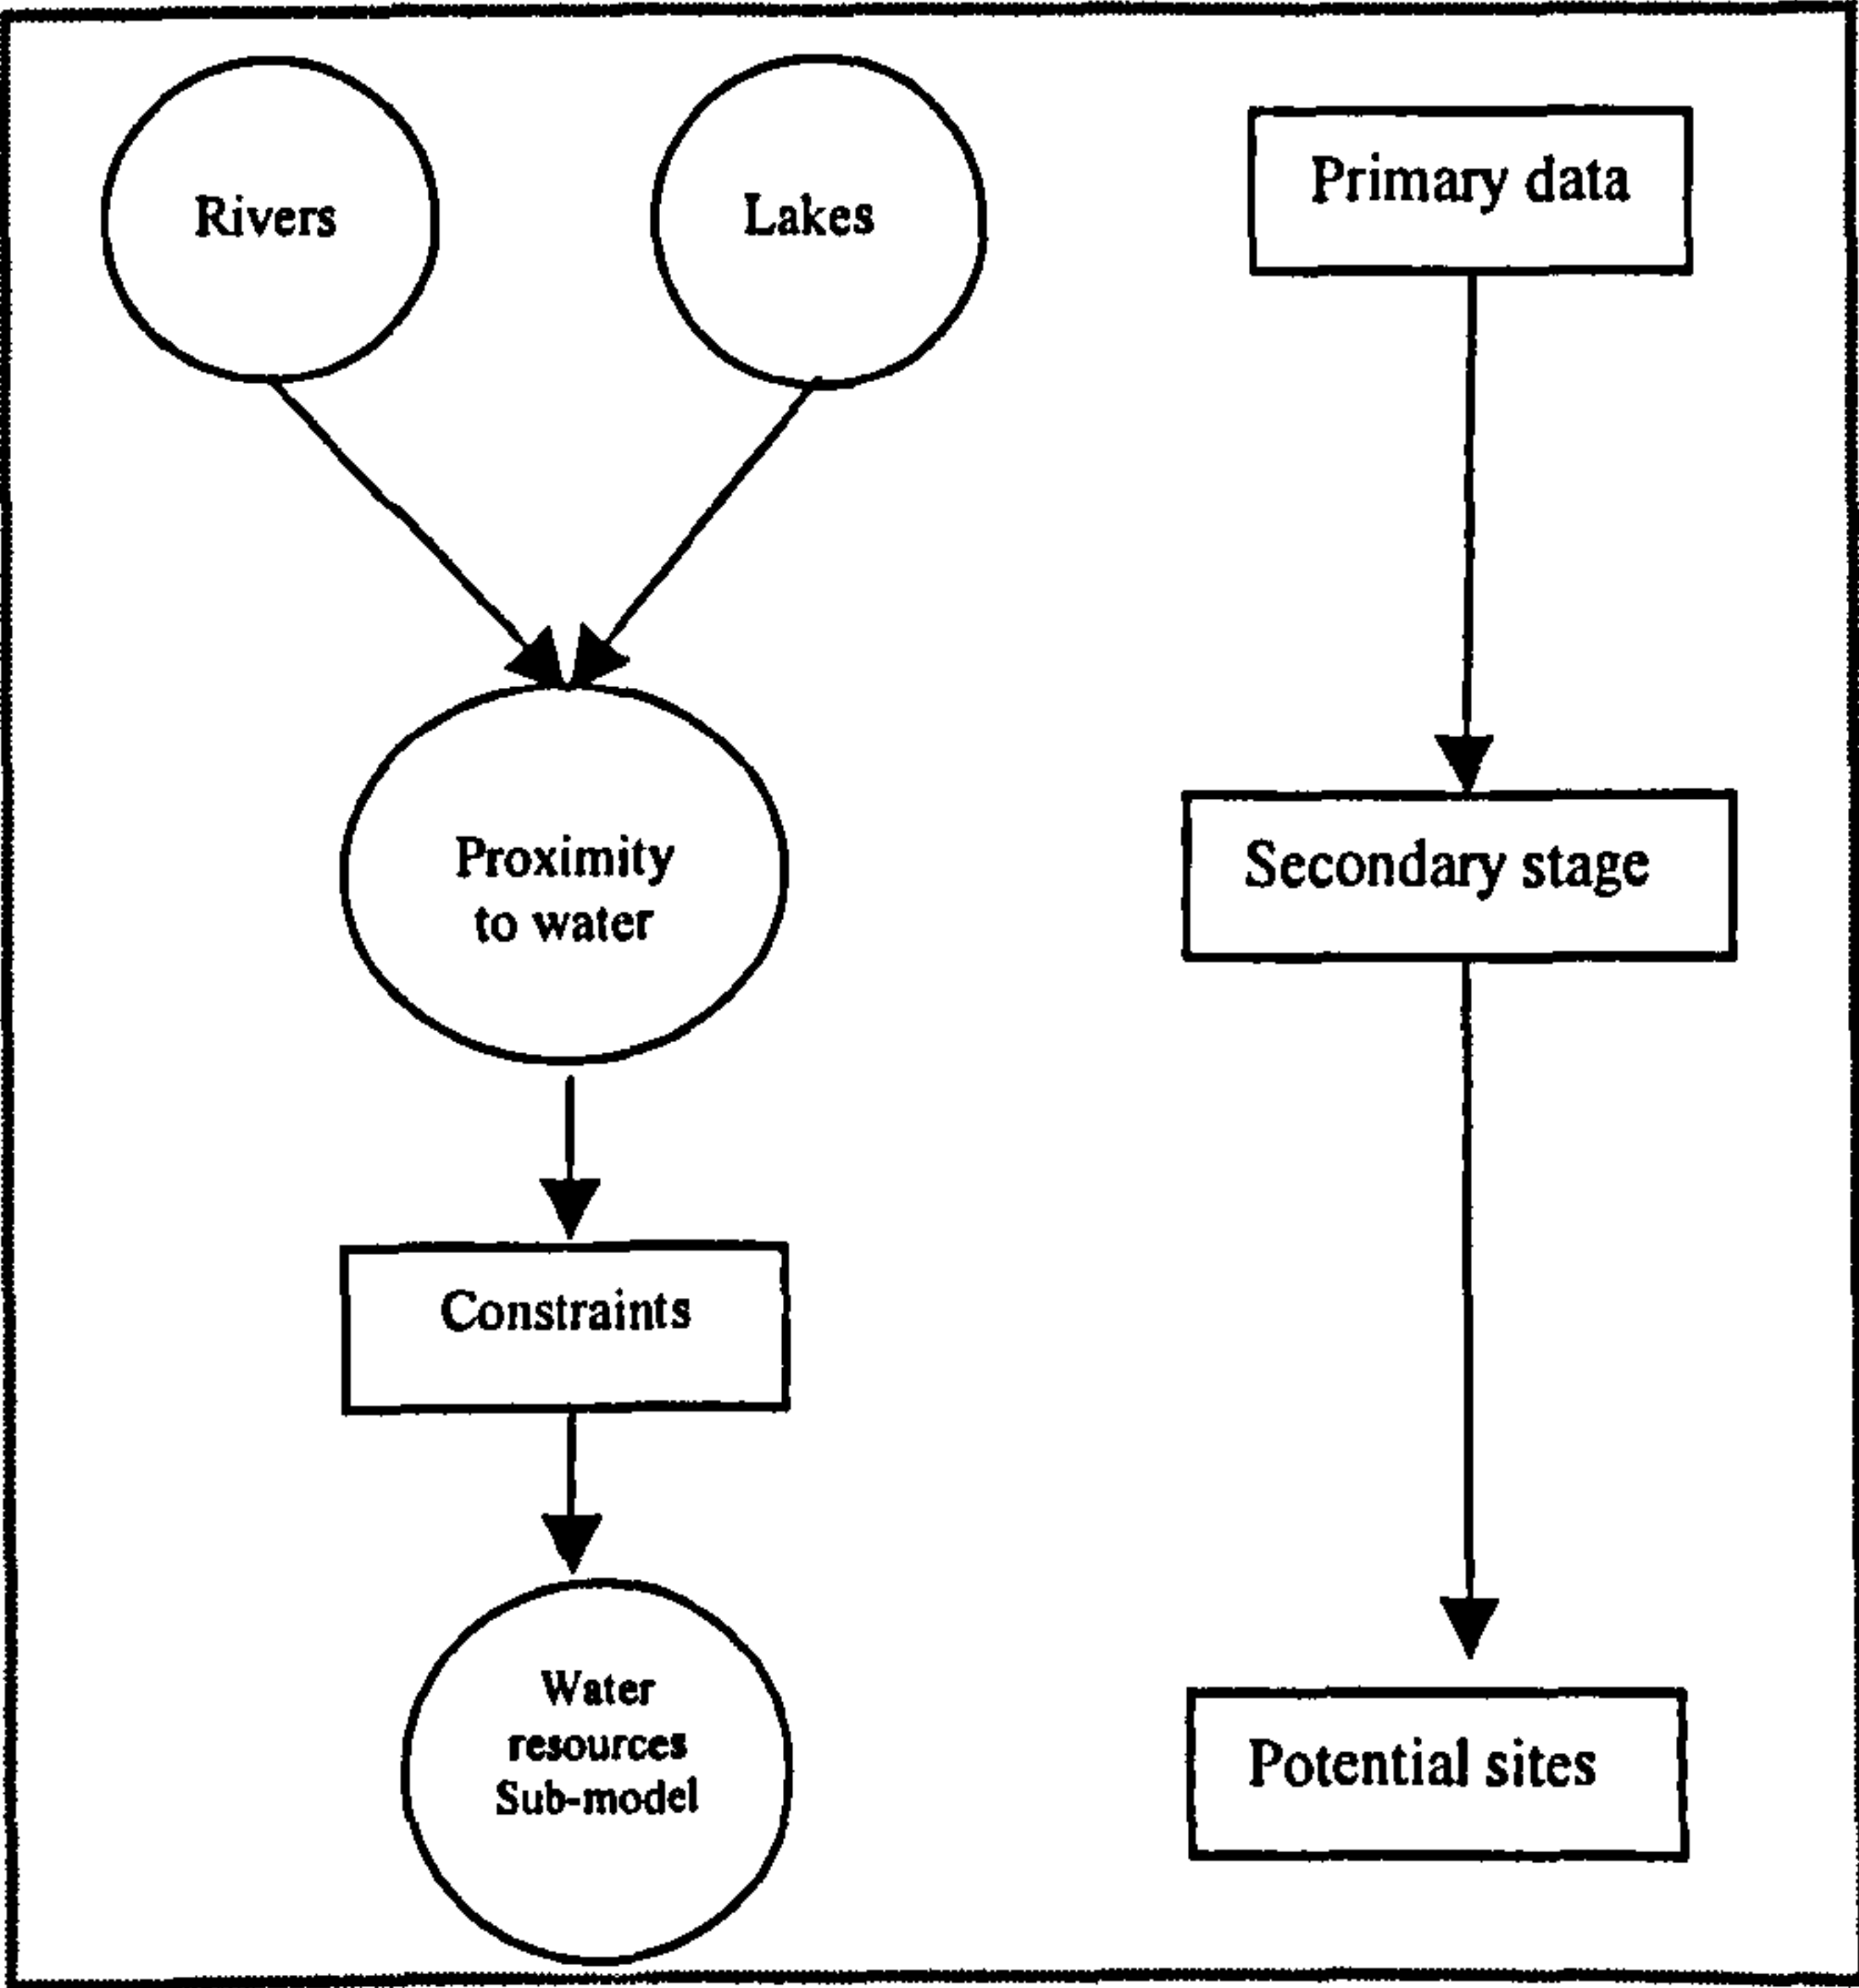 Rivers
Lakes
Primary data
Proximity
to water
Secondary stage
Constraints
Water
resources
Sub-model
Potential sites